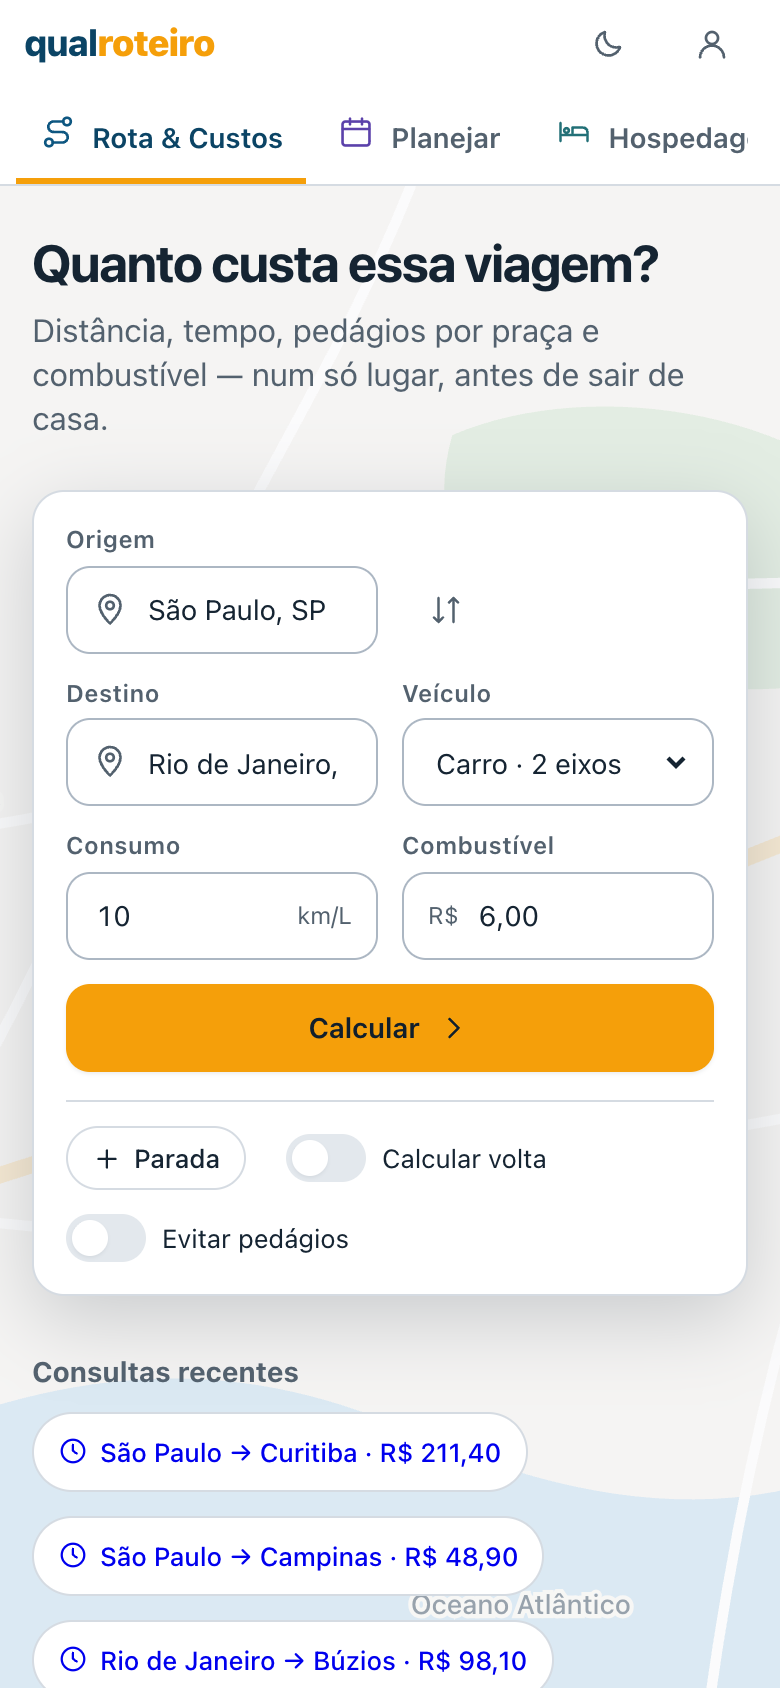 qualroteiro
Rota & Custos
Planejar
Hospedag
Quanto custa essa viagem?
Distância, tempo, pedágios por praça e
combustível — num só lugar, antes de sair de
casa.
Origem
São Paulo, SP
Destino
Veículo
Rio de Janeiro,
Carro · 2 eixos
Consumo
Combustível
10 km/L
R$ 6,00
Calcular
Parada
Calcular volta
Evitar pedágios
Consultas recentes
São Paulo → Curitiba · R$ 211,40
São Paulo → Campinas · R$ 48,90
Oceano Atlântico
Rio de Janeiro → Búzios · R$ 98,10